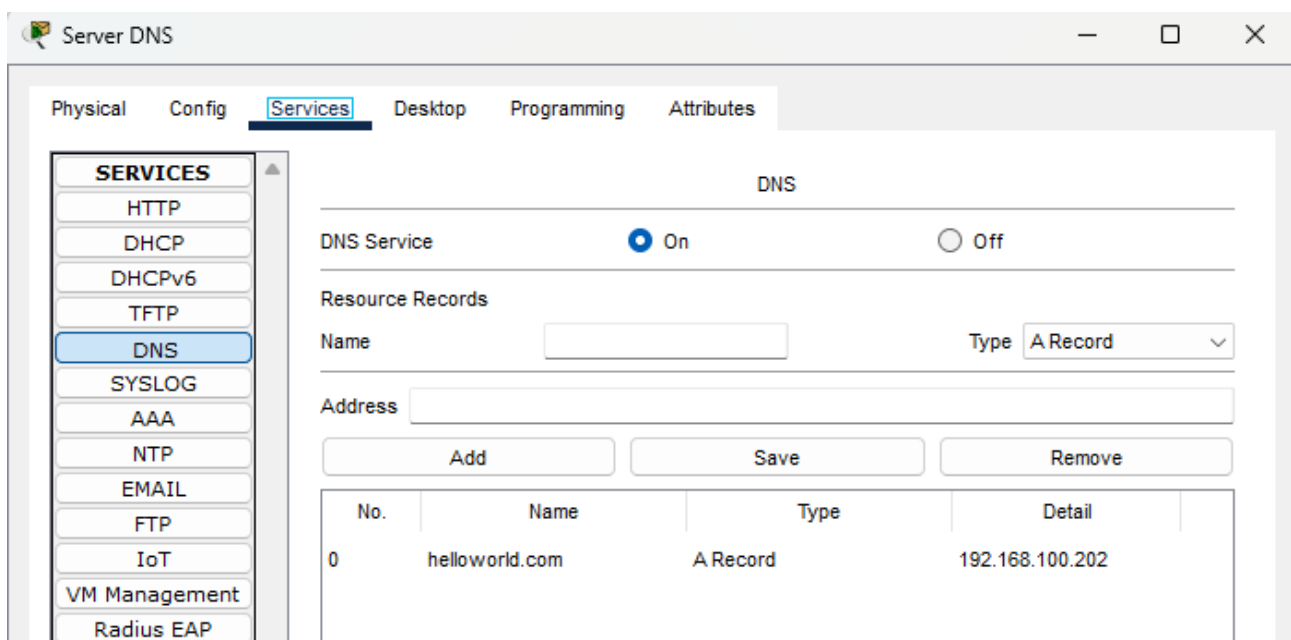 Server DNS
Physical Config Services Desktop Programming Attributes
SERVICES
HTTP
DHCP
DHCPv6
TFTP
DNS
SYSLOG
AAA
NTP
EMAIL
FTP
IoT
VM Management
Radius EAP
DNS
DNS Service On Off
Resource Records
Name Type A Record
Address
Add Save Remove
No. Name Type Detail
0 helloworld.com A Record 192.168.100.202